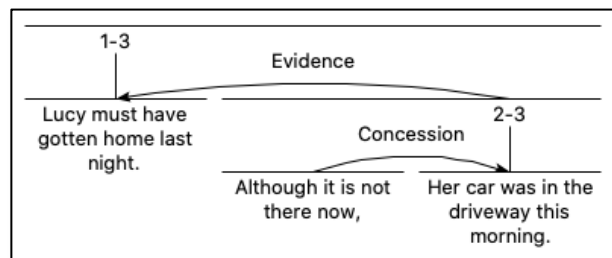 1-3
Evidence
Lucy must have
gotten home last
night.
2-3
Concession
Although it is not
there now,
Her car was in the
driveway this
morning.